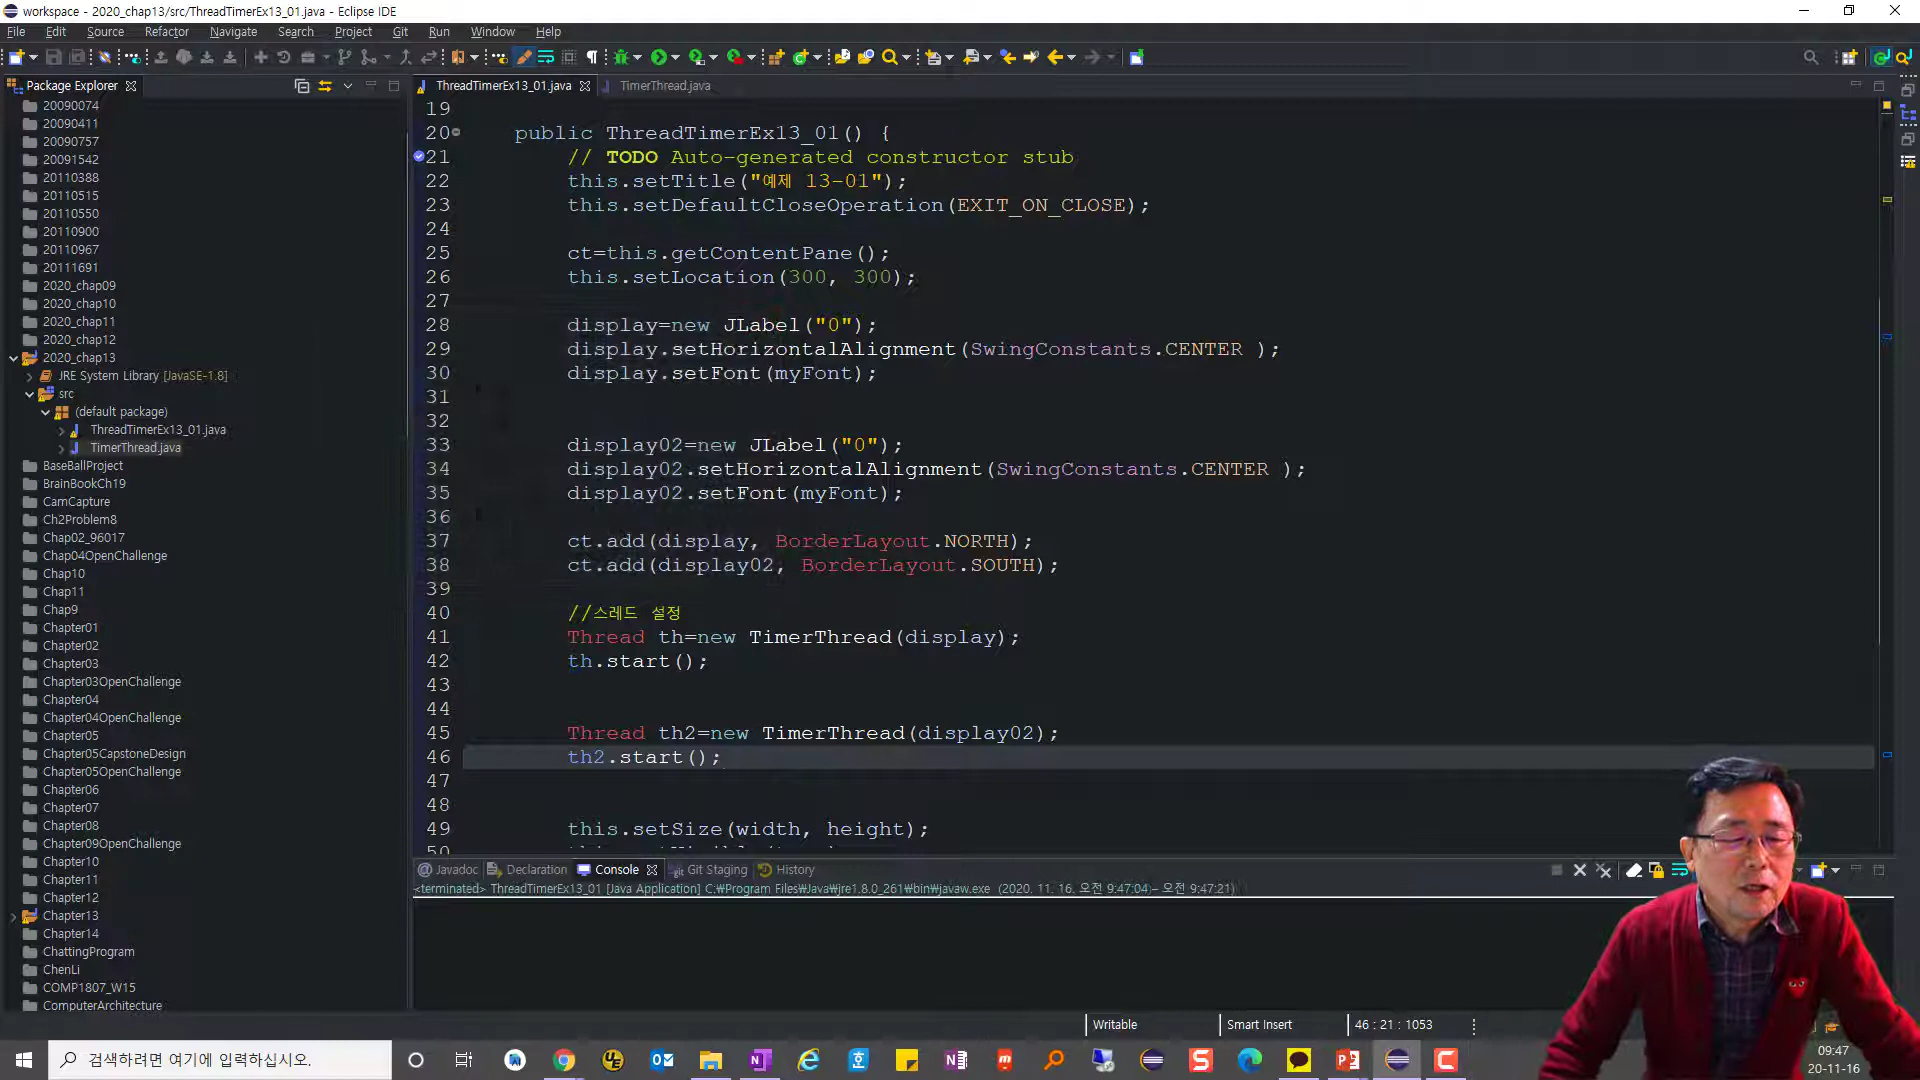 workspace - 2020_chap13/src/ThreadTimerEx13_01.java - Eclipse IDE
File Edit Source Refactor Navigate Search Project Git Run Window Help
Package Explorer
20090074
20090411
20090757
20091542
20110388
20110515
20110550
20110900
20110967
20111691
2020_chap09
2020_chap10
2020_chap11
2020_chap12
2020_chap13
JRE System Library [JavaSE-1.8]
src
(default package)
ThreadTimerEx13_01.java
TimerThread.java
BaseBallProject
BrainBookCh19
CamCapture
Ch2Problem8
Chap02_96017
Chap04OpenChallenge
Chap10
Chap11
Chap9
Chapter01
Chapter02
Chapter03
Chapter03OpenChallenge
Chapter04
Chapter04OpenChallenge
Chapter05
Chapter05CapstoneDesign
Chapter05OpenChallenge
Chapter06
Chapter07
Chapter08
Chapter09OpenChallenge
Chapter10
Chapter11
Chapter12
Chapter13
Chapter14
ChattingProgram
ChenLi
COMP1807_W15
ComputerArchitecture
ThreadTimerEx13_01.java TimerThread.java
19
20 public ThreadTimerEx13_01() {
21 // TODO Auto-generated constructor stub
22 this.setTitle("예제 13-01");
23 this.setDefaultCloseOperation(EXIT_ON_CLOSE);
24
25 ct=this.getContentPane();
26 this.setLocation(300, 300);
27
28 display=new JLabel("0");
29 display.setHorizontalAlignment(SwingConstants.CENTER );
30 display.setFont(myFont);
31
32
33 display02=new JLabel("0");
34 display02.setHorizontalAlignment(SwingConstants.CENTER );
35 display02.setFont(myFont);
36
37 ct.add(display, BorderLayout.NORTH);
38 ct.add(display02, BorderLayout.SOUTH);
39
40 //스레드 설정
41 Thread th=new TimerThread(display);
42 th.start();
43
44
45 Thread th2=new TimerThread(display02);
46 th2.start();
47
48
49 this.setSize(width, height);
Javadoc Declaration Console Git Staging History
<terminated> ThreadTimerEx13_01 [Java Application] C:₩Program Files₩Java₩jre1.8.0_261₩bin₩javaw.exe (2020. 11. 16. 오전 9:47:04 – 오전 9:47:21)
Writable Smart Insert 46 : 21 : 1053
검색하려면 여기에 입력하십시오.
09:47
20-11-16